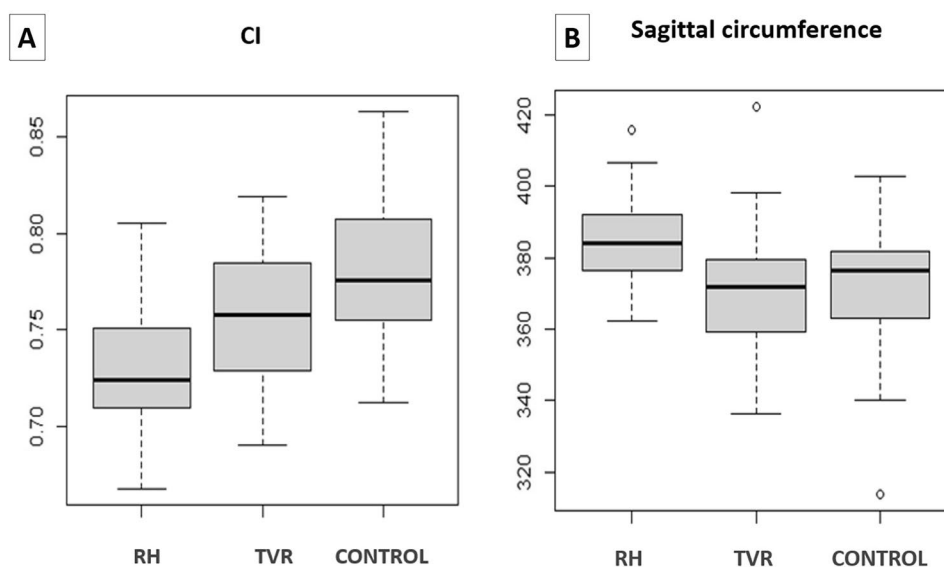 A
CI
0.85
0.80
0.75
0.70
RH TVR CONTROL
B
Sagittal circumference
420
400
380
360
340
320
RH TVR CONTROL